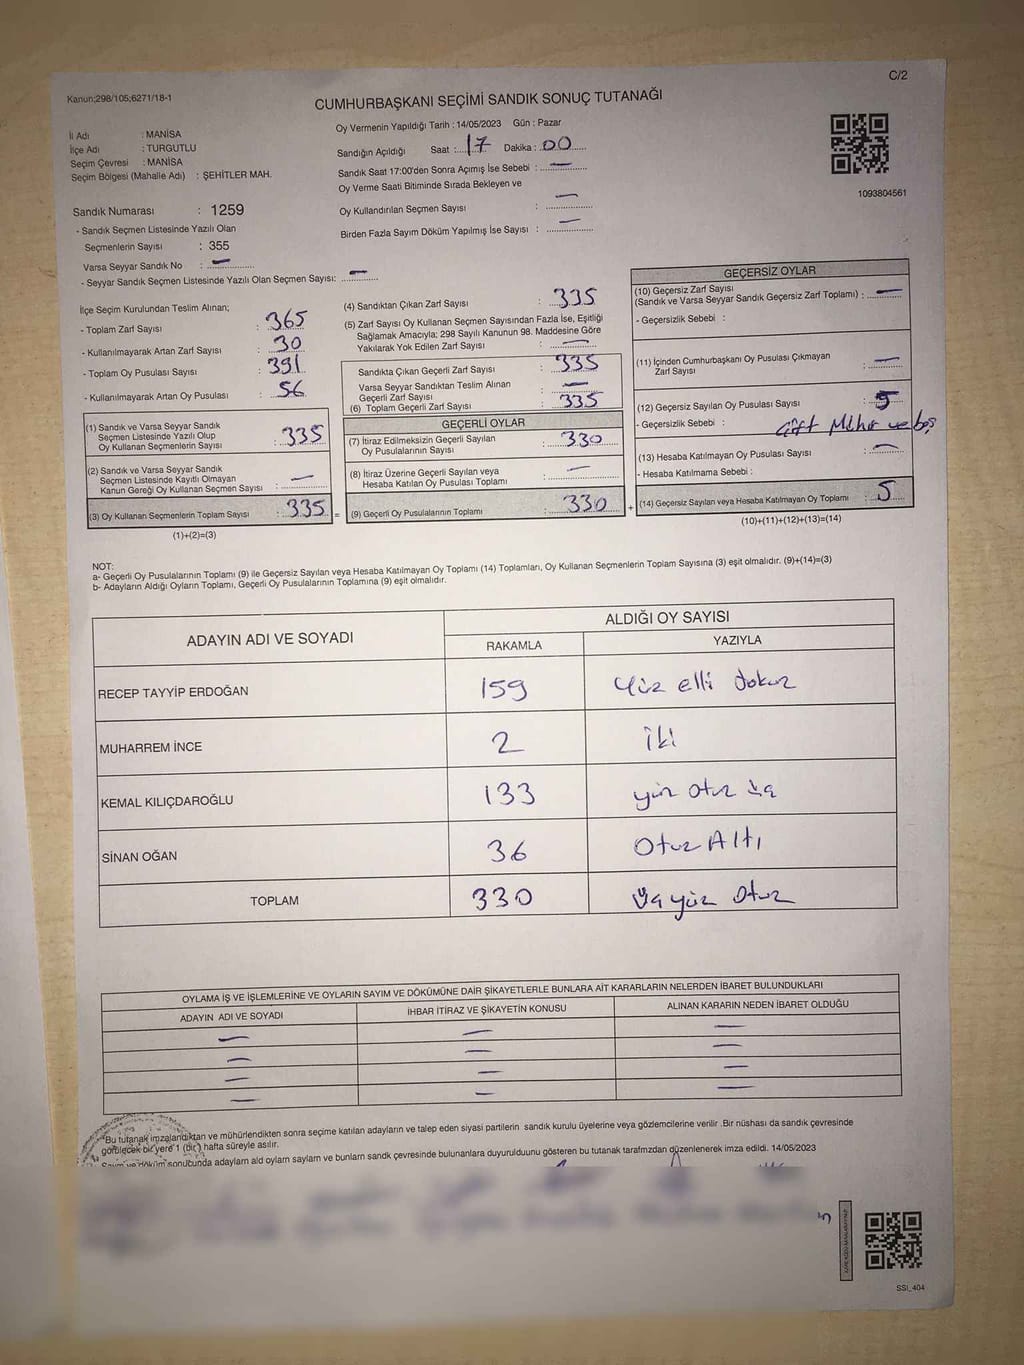 C/2
Kanun;298/105;6271/18-1
CUMHURBAŞKANI SEÇİMİ SANDIK SONUÇ TUTANAĞI
İl Adı : MANİSA
İlçe Adı : TURGUTLU
Seçim Çevresi : MANİSA
Seçim Bölgesi (Mahalle Adı) : ŞEHİTLER MAH.
Sandık Numarası : 1259
- Sandık Seçmen Listesinde Yazılı Olan
Seçmenlerin Sayısı : 355
Varsa Seyyar Sandık No : —
- Seyyar Sandık Seçmen Listesinde Yazılı Olan Seçmen Sayısı: —
Oy Vermenin Yapıldığı Tarih : 14/05/2023 Gün : Pazar
Sandığın Açıldığı Saat : 17 Dakika : 00
Sandık Saat 17:00'den Sonra Açımış İse Sebebi : —
Oy Verme Saati Bitiminde Sırada Bekleyen ve
Oy Kullandırılan Seçmen Sayısı : —
Birden Fazla Sayım Döküm Yapılmış İse Sayısı : —
1093804561
İlçe Seçim Kurulundan Teslim Alınan;
- Toplam Zarf Sayısı : 365
- Kullanılmayarak Artan Zarf Sayısı : 30
- Toplam Oy Pusulası Sayısı : 391
- Kullanılmayarak Artan Oy Pusulası : 56
(1) Sandık ve Varsa Seyyar Sandık
Seçmen Listesinde Yazılı Olup
Oy Kullanan Seçmenlerin Sayısı : 335
(2) Sandık ve Varsa Seyyar Sandık
Seçmen Listesinde Kayıtlı Olmayan
Kanun Gereği Oy Kullanan Seçmen Sayısı : —
(3) Oy Kullanan Seçmenlerin Toplam Sayısı : 335
(1)+(2)=(3)
(4) Sandıktan Çıkan Zarf Sayısı : 335
(5) Zarf Sayısı Oy Kullanan Seçmen Sayısından Fazla İse, Eşitliği
Sağlamak Amacıyla; 298 Sayılı Kanunun 98. Maddesine Göre
Yakılarak Yok Edilen Zarf Sayısı : —
Sandıkta Çıkan Geçerli Zarf Sayısı : 335
Varsa Seyyar Sandıktan Teslim Alınan
Geçerli Zarf Sayısı : —
(6) Toplam Geçerli Zarf Sayısı : 335
GEÇERLİ OYLAR
(7) İtiraz Edilmeksizin Geçerli Sayılan
Oy Pusulalarının Sayısı : 330
(8) İtiraz Üzerine Geçerli Sayılan veya
Hesaba Katılan Oy Pusulası Toplamı : —
= (9) Geçerli Oy Pusulalarının Toplamı : 330
GEÇERSİZ OYLAR
(10) Geçersiz Zarf Sayısı
(Sandık ve Varsa Seyyar Sandık Geçersiz Zarf Toplamı) : —
- Geçersizlik Sebebi :
(11) İçinden Cumhurbaşkanı Oy Pusulası Çıkmayan
Zarf Sayısı : —
(12) Geçersiz Sayılan Oy Pusulası Sayısı : 5
- Geçersizlik Sebebi : Çift Mühür ve boş
(13) Hesaba Katılmayan Oy Pusulası Sayısı : —
- Hesaba Katılmama Sebebi :
+ (14) Geçersiz Sayılan veya Hesaba Katılmayan Oy Toplamı : 5
(10)+(11)+(12)+(13)=(14)
NOT:
a- Geçerli Oy Pusulalarının Toplamı (9) ile Geçersiz Sayılan veya Hesaba Katılmayan Oy Toplamı (14) Toplamları, Oy Kullanan Seçmenlerin Toplam Sayısına (3) eşit olmalıdır. (9)+(14)=(3)
b- Adayların Aldığı Oyların Toplamı, Geçerli Oy Pusulalarının Toplamına (9) eşit olmalıdır.
ADAYIN ADI VE SOYADI ALDIĞI OY SAYISI
RAKAMLA YAZIYLA
RECEP TAYYİP ERDOĞAN 159 Yüz elli dokuz
MUHARREM İNCE 2 İki
KEMAL KILIÇDAROĞLU 133 yüz otuz üç
SİNAN OĞAN 36 Otuz Altı
TOPLAM 330 Üç yüz Otuz
OYLAMA İŞ VE İŞLEMLERİNE VE OYLARIN SAYIM VE DÖKÜMÜNE DAİR ŞİKAYETLERLE BUNLARA AİT KARARLARIN NELERDEN İBARET BULUNDUKLARI
ADAYIN ADI VE SOYADI İHBAR İTİRAZ VE ŞİKAYETİN KONUSU ALINAN KARARIN NEDEN İBARET OLDUĞU
— — —
— — —
— — —
— — —
"Bu tutanak imzalandıktan ve mühürlendikten sonra seçime katılan adayların ve talep eden siyasi partilerin sandık kurulu üyelerine veya gözlemcilerine verilir .Bir nüshası da sandık çevresinde
görülecek bir yere 1 (bir) hafta süreyle asılır.
Sayım ve döküm sonucunda adayların ald oyların sayların ve bunların sandk çevresinde bulunanlara duyurulduunu gösteren bu tutanak tarafmzdan düzenlenerek imza edildi. 14/05/2023
SSI_404